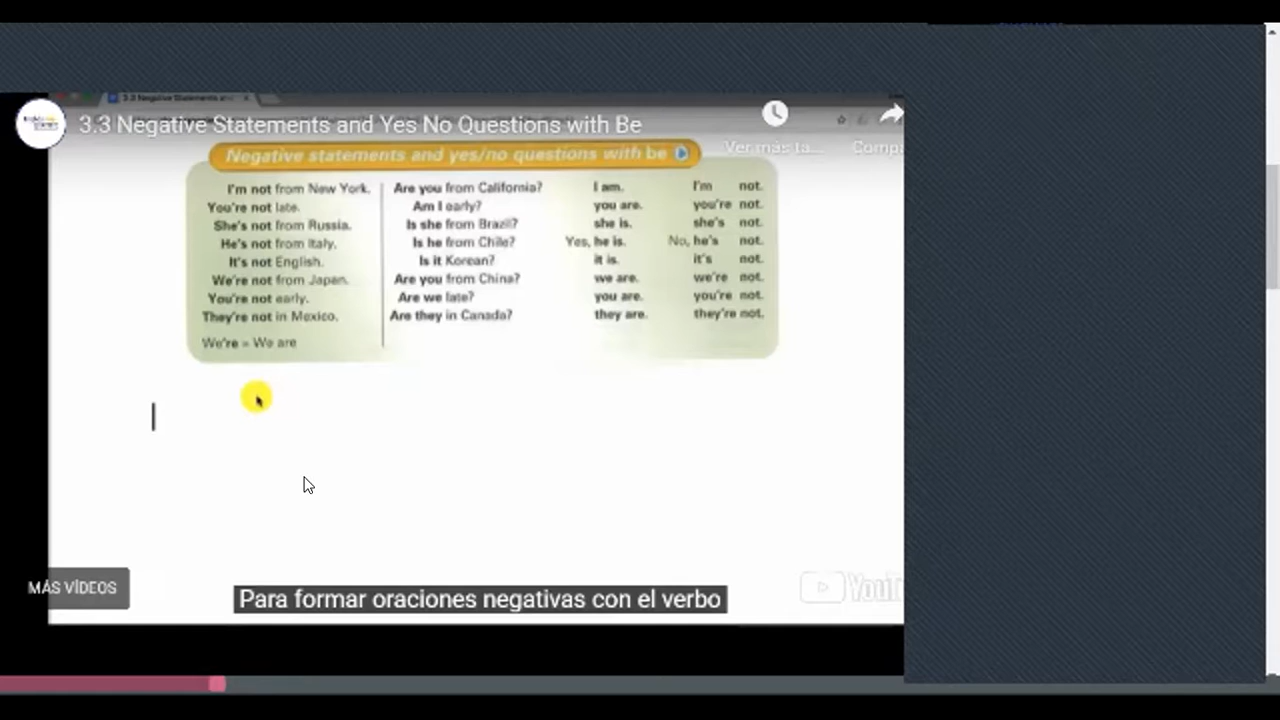 3.3 Negative Statements and Yes No Questions with Be
Ver más ta...
Negative statements and yes/no questions with be
I'm not from New York. Are you from California? I am. I'm not.
You're not late. Am I early? you are. you're not.
She's not from Russia. Is she from Brazil? she is. she's not.
He's not from Italy. Is he from Chile? Yes, he is. No, he's not.
It's not English. Is it Korean? it is. it's not.
We're not from Japan. Are you from China? we are. we're not.
You're not early. Are we late? you are. you're not.
They're not in Mexico. Are they in Canada? they are. they're not.
We're = We are
MÁS VÍDEOS
Para formar oraciones negativas con el verbo